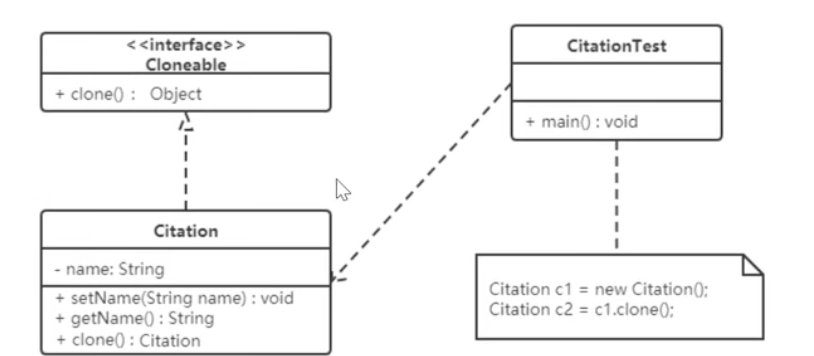 <<interface>>
Cloneable
+ clone() : Object
Citation
- name: String
+ setName(String name) : void
+ getName() : String
+ clone() : Citation
CitationTest
+ main() : void
Citation c1 = new Citation();
Citation c2 = c1.clone();